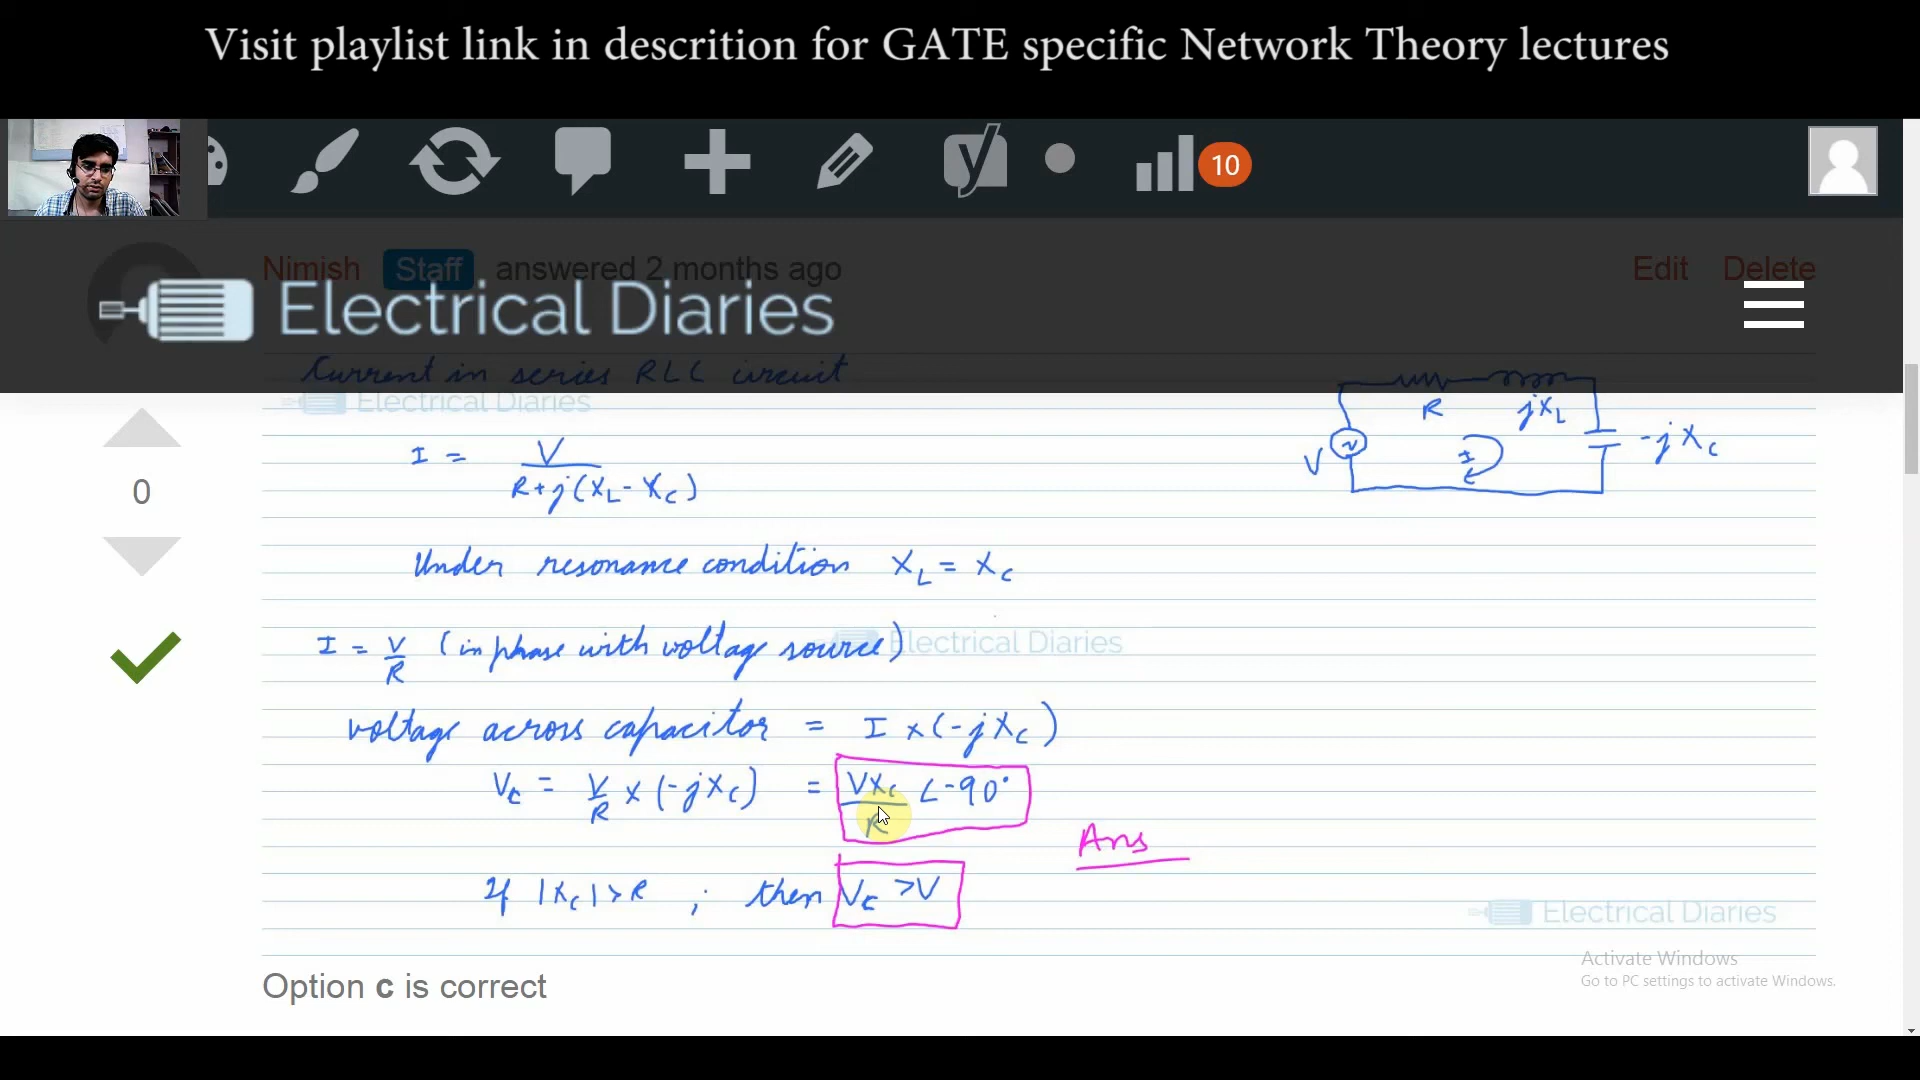 Visit playlist link in descrition for GATE specific Network Theory lectures
10
Nimish Staff answered 2 months ago
Edit Delete
Electrical Diaries
Current in series RLC circuit
Electrical Diaries
R jXL
I = V / R+j(XL-XC)
V I -jXC
0
Under resonance condition XL = XC
I = V/R (in phase with voltage source)
Electrical Diaries
voltage across capacitor = I x (-jXC)
VC = V/R x (-jXC) = VXC/R ∠-90°
Ans
If |XC| > R ; then VC > V
Electrical Diaries
Activate Windows
Go to PC settings to activate Windows.
Option c is correct